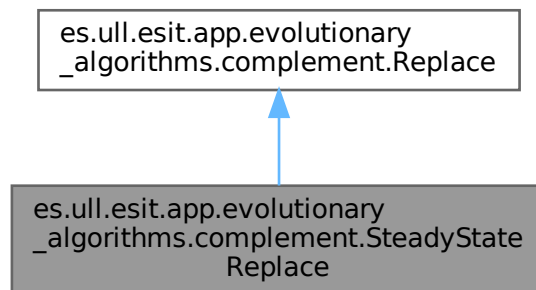 es.ull.esit.app.evolutionary
_algorithms.complement.Replace
es.ull.esit.app.evolutionary
_algorithms.complement.SteadyState
Replace